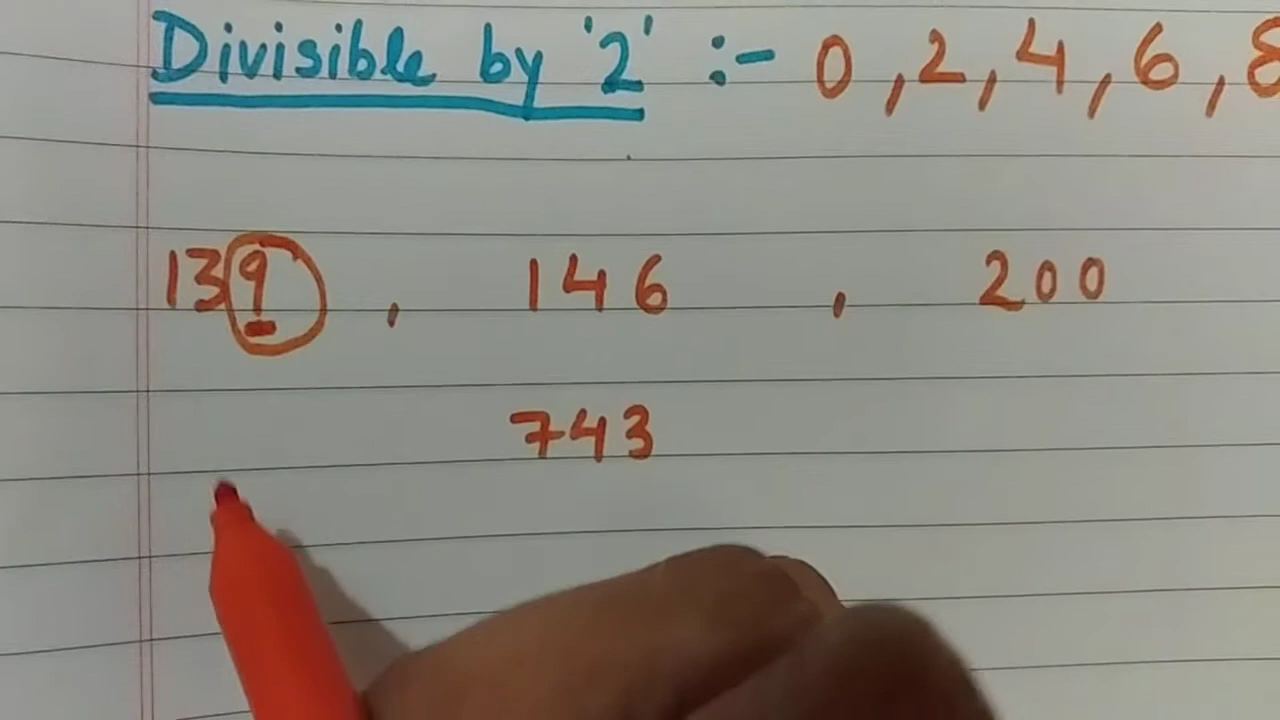 Divisible by '2' :- 0, 2, 4, 6, 8
139, 146, 200
743